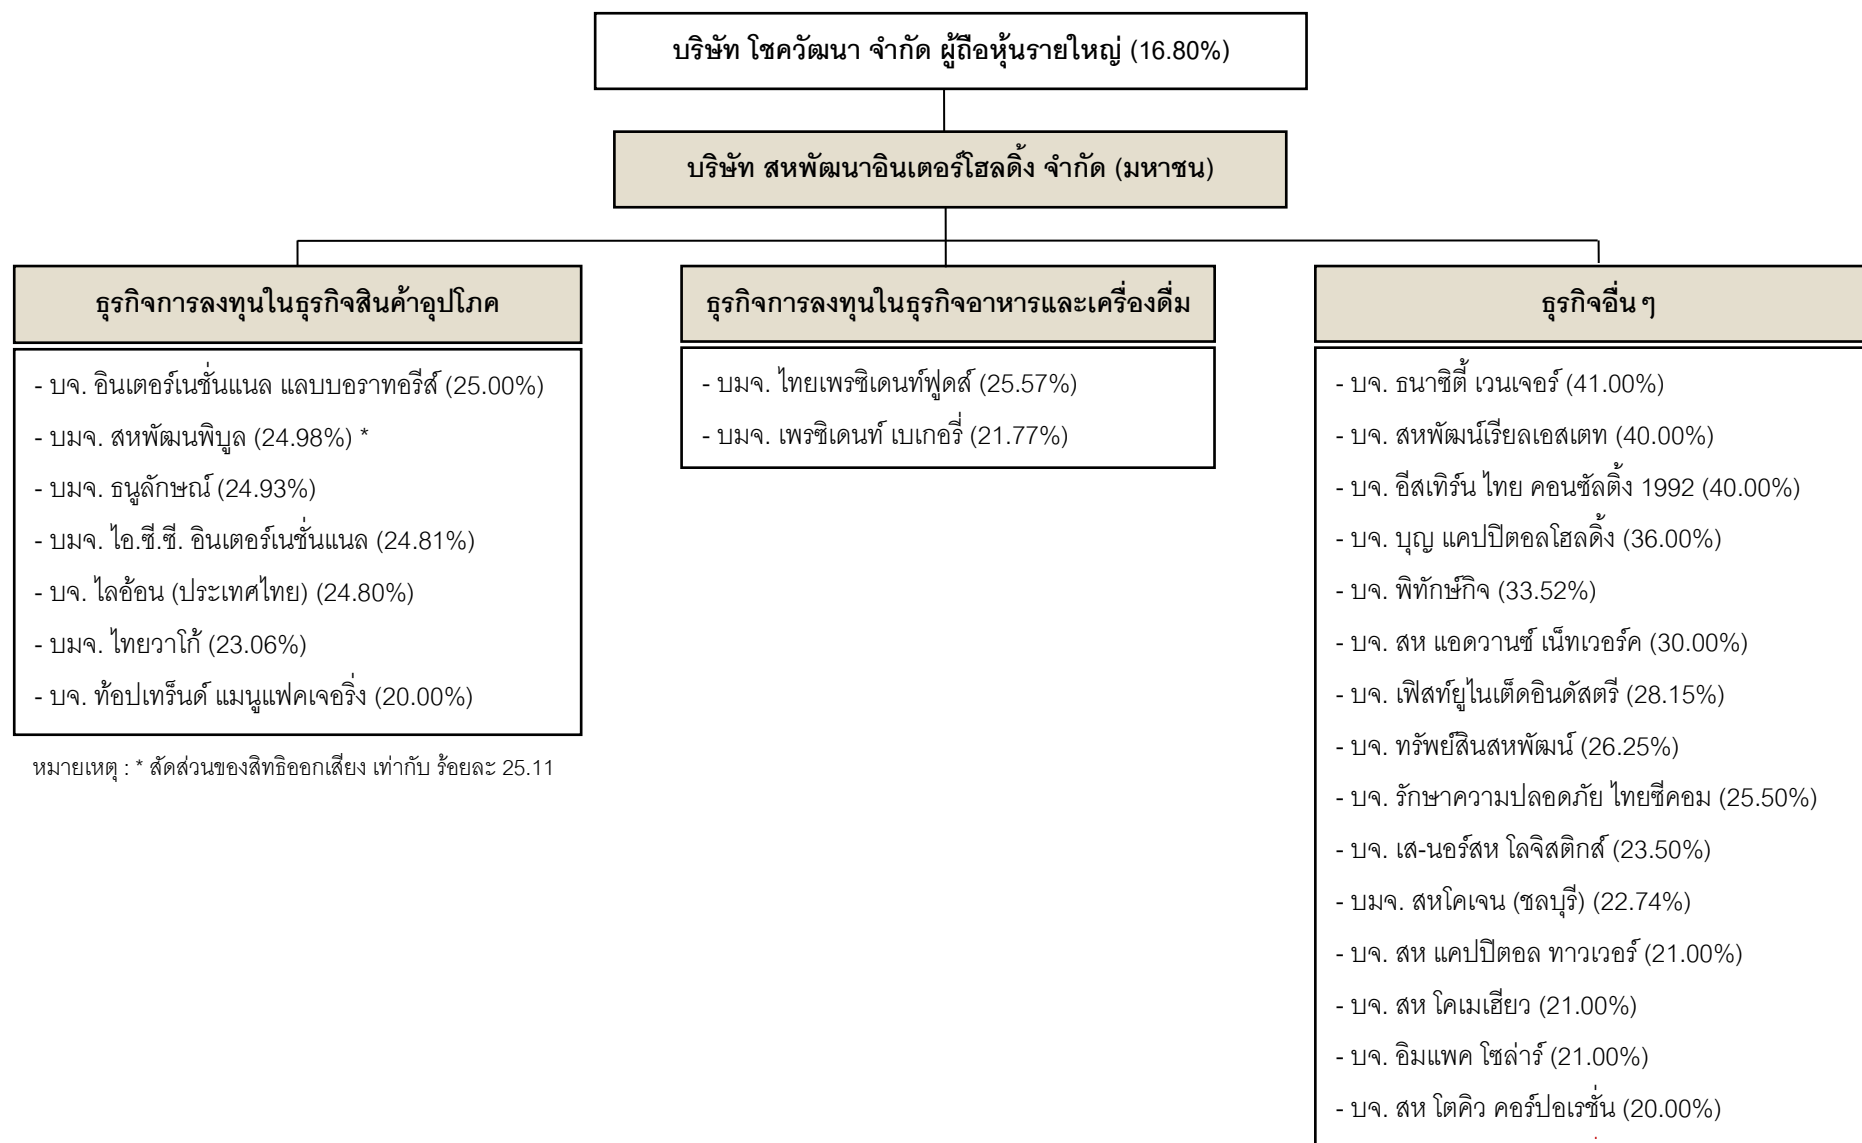 บริษัท โชควัฒนา จำกัด ผู้ถือหุ้นรายใหญ่ (16.80%)
บริษัท สหพัฒนาอินเตอร์โฮลดิ้ง จำกัด (มหาชน)
ธุรกิจการลงทุนในธุรกิจสินค้าอุปโภค
- บจ. อินเตอร์เนชั่นแนล แลบบอราทอรีส์ (25.00%)
- บมจ. สหพัฒนพิบูล (24.98%) *
- บมจ. ธนูลักษณ์ (24.93%)
- บมจ. ไอ.ซี.ซี. อินเตอร์เนชั่นแนล (24.81%)
- บจ. ไลอ้อน (ประเทศไทย) (24.80%)
- บมจ. ไทยวาโก้ (23.06%)
- บจ. ท้อปเทร็นด์ แมนูแฟคเจอริ่ง (20.00%)
หมายเหตุ : * สัดส่วนของสิทธิออกเสียง เท่ากับ ร้อยละ 25.11
ธุรกิจการลงทุนในธุรกิจอาหารและเครื่องดื่ม
- บมจ. ไทยเพรซิเดนท์ฟูดส์ (25.57%)
- บมจ. เพรซิเดนท์ เบเกอรี่ (21.77%)
ธุรกิจอื่น ๆ
- บจ. ธนาซิตี้ เวนเจอร์ (41.00%)
- บจ. สหพัฒน์เรียลเอสเตท (40.00%)
- บจ. อีสเทิร์น ไทย คอนซัลติ้ง 1992 (40.00%)
- บจ. บุญ แคปปิตอลโฮลดิ้ง (36.00%)
- บจ. พิทักษ์กิจ (33.52%)
- บจ. สห แอดวานซ์ เน็ทเวอร์ค (30.00%)
- บจ. เฟิสท์ยูไนเต็ดอินดัสตรี (28.15%)
- บจ. ทรัพย์สินสหพัฒน์ (26.25%)
- บจ. รักษาความปลอดภัย ไทยซีคอม (25.50%)
- บจ. เส-นอร์สห โลจิสติกส์ (23.50%)
- บมจ. สหโคเจน (ชลบุรี) (22.74%)
- บจ. สห แคปปิตอล ทาวเวอร์ (21.00%)
- บจ. สห โคเมเฮียว (21.00%)
- บจ. อิมแพค โซล่าร์ (21.00%)
- บจ. สห โตคิว คอร์ปอเรชั่น (20.00%)